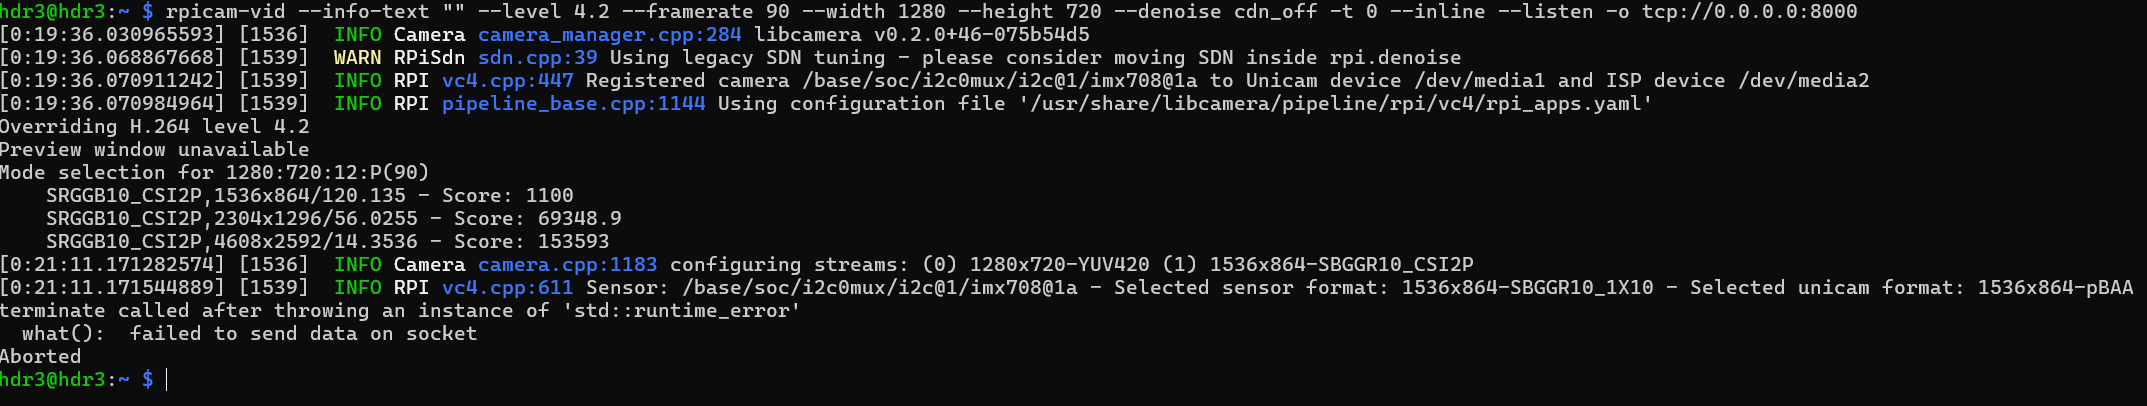 hdr3@hdr3:~ $ rpicam-vid --info-text "" --level 4.2 --framerate 90 --width 1280 --height 720 --denoise cdn_off -t 0 --inline --listen -o tcp://0.0.0.0:8000
[0:19:36.030965593] [1536]  INFO Camera camera_manager.cpp:284 libcamera v0.2.0+46-075b54d5
[0:19:36.068867668] [1539]  WARN RPiSdn sdn.cpp:39 Using legacy SDN tuning - please consider moving SDN inside rpi.denoise
[0:19:36.070911242] [1539]  INFO RPI vc4.cpp:447 Registered camera /base/soc/i2c0mux/i2c@1/imx708@1a to Unicam device /dev/media1 and ISP device /dev/media2
[0:19:36.070984964] [1539]  INFO RPI pipeline_base.cpp:1144 Using configuration file '/usr/share/libcamera/pipeline/rpi/vc4/rpi_apps.yaml'
Overriding H.264 level 4.2
Preview window unavailable
Mode selection for 1280:720:12:P(90)
    SRGGB10_CSI2P,1536x864/120.135 - Score: 1100
    SRGGB10_CSI2P,2304x1296/56.0255 - Score: 69348.9
    SRGGB10_CSI2P,4608x2592/14.3536 - Score: 153593
[0:21:11.171282574] [1536]  INFO Camera camera.cpp:1183 configuring streams: (0) 1280x720-YUV420 (1) 1536x864-SBGGR10_CSI2P
[0:21:11.171544889] [1539]  INFO RPI vc4.cpp:611 Sensor: /base/soc/i2c0mux/i2c@1/imx708@1a - Selected sensor format: 1536x864-SBGGR10_1X10 - Selected unicam format: 1536x864-pBAA
terminate called after throwing an instance of 'std::runtime_error'
  what():  failed to send data on socket
Aborted
hdr3@hdr3:~ $